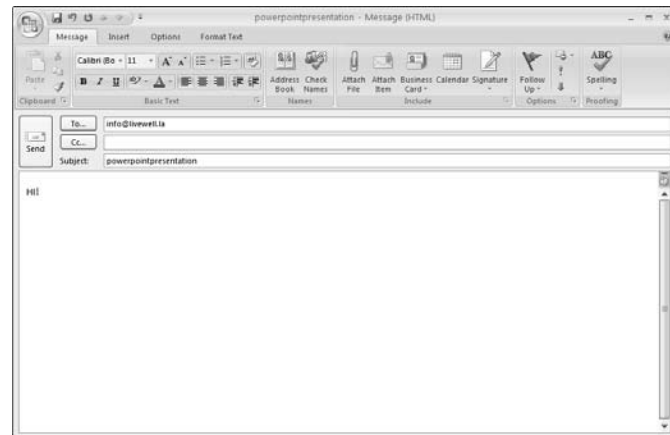 powerpointpresentation - Message (HTML)
Message Insert Options Format Text
Paste
Calibri (Bo 11
B I U
Address Book
Check Names
Attach File
Attach Item
Business Card
Calendar
Signature
Follow Up
ABC
Spelling
Clipboard Basic Text Names Include Options Proofing
Send
To... info@livewell.la
Cc...
Subject: powerpointpresentation